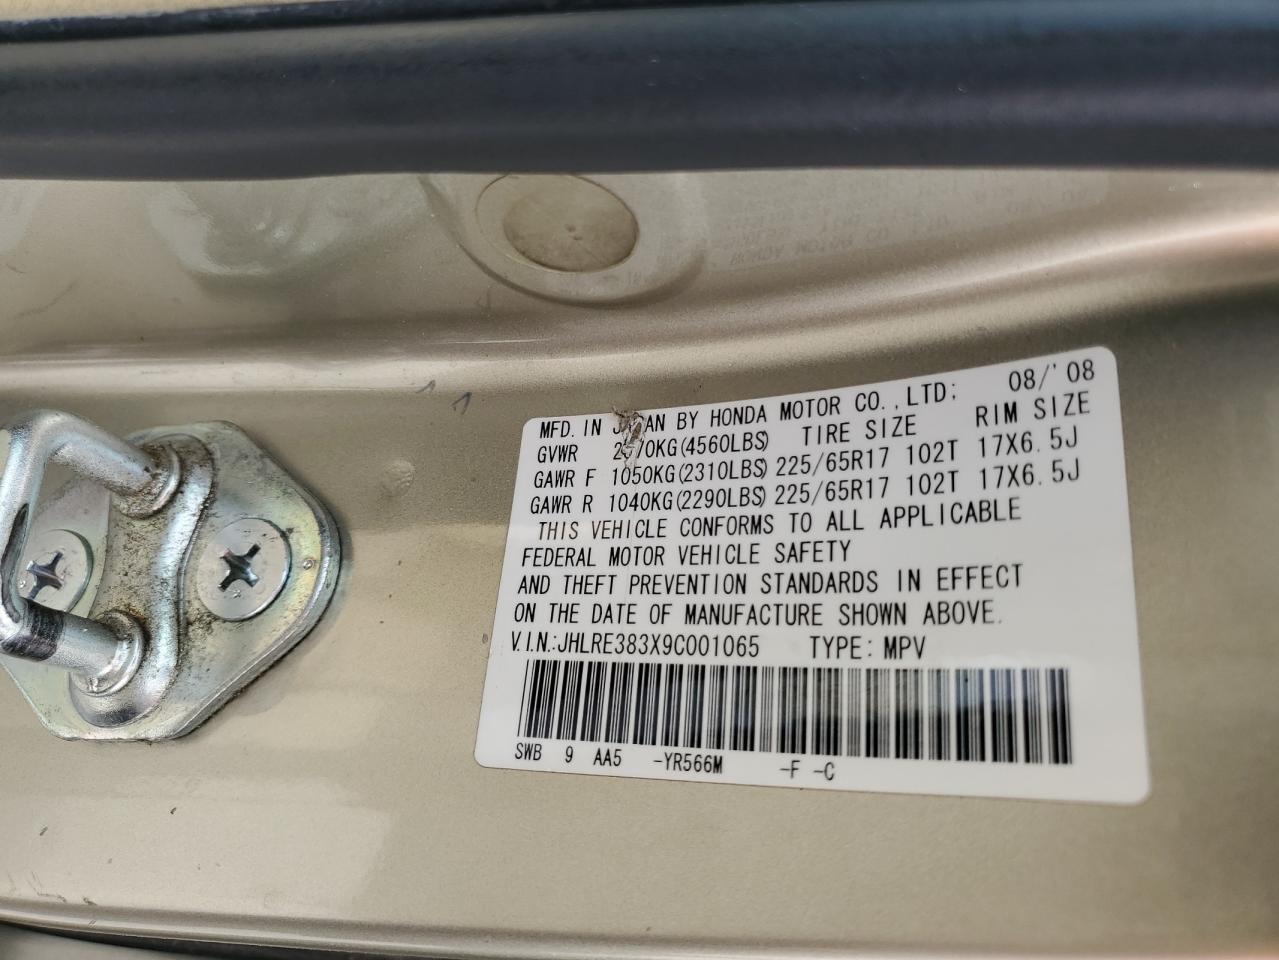 MFD. IN JAPAN BY HONDA MOTOR CO.,LTD; 08/'08
GVWR (4560LBS) TIRE SIZE RIM SIZE
GAWR F 1050KG(2310LBS) 225/65R17 102T 17X6.5J
GAWR R 1040KG(2290LBS) 225/65R17 102T 17X6.5J
THIS VEHICLE CONFORMS TO ALL APPLICABLE
FEDERAL MOTOR VEHICLE SAFETY
AND THEFT PREVENTION STANDARDS IN EFFECT
ON THE DATE OF MANUFACTURE SHOWN ABOVE.
V.I.N.:JHLRE383X9C001065 TYPE: MPV
SWB 9 AA5 -YR566M -F -C